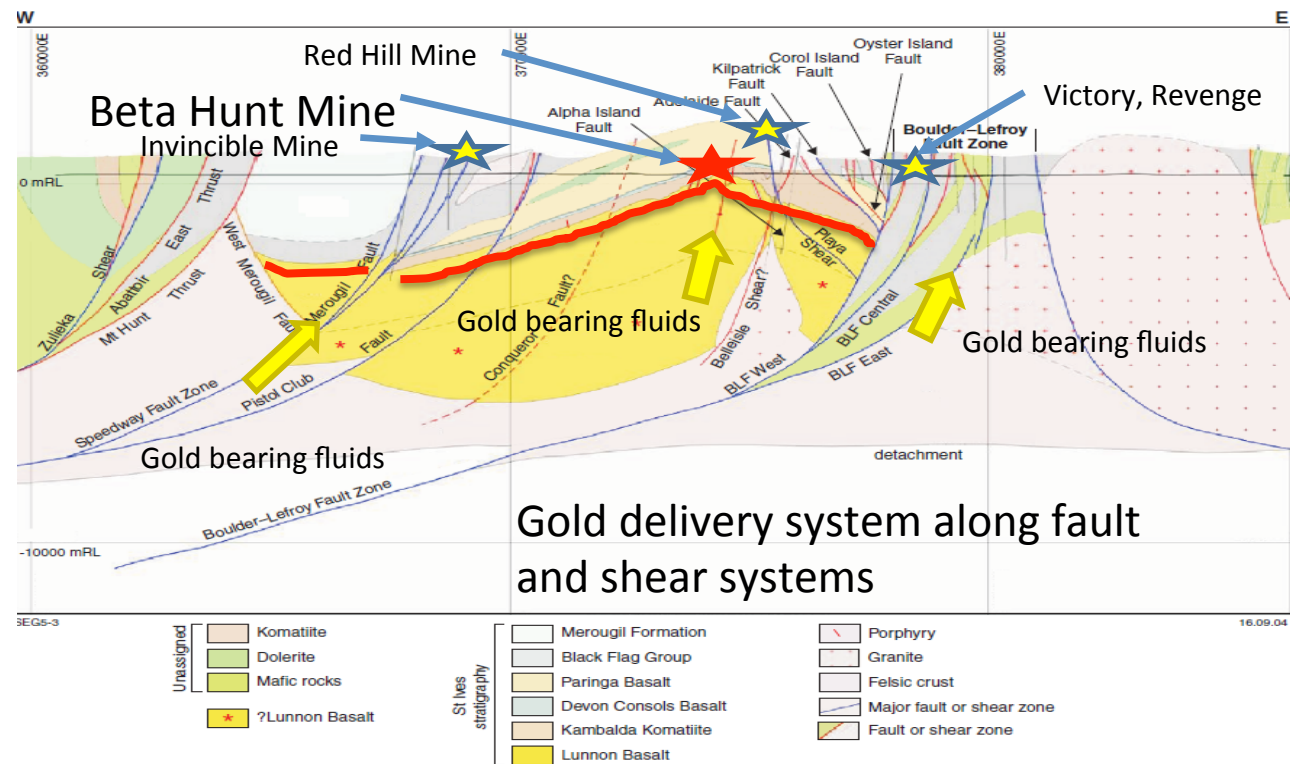 W
E
360000E
370000E
380000E
Red Hill Mine
Oyster Island
Fault
Corol Island
Fault
Kilpatrick
Fault
Adelaide Fault
Victory, Revenge
Beta Hunt Mine
Alpha Island
Fault
Invincible Mine
Boulder–Lefroy
Fault Zone
0 mRL
Zulieka Shear
Abattoir East Thrust
Mt Hunt Thrust
West Merougil Fau
Merougil Fault
Playa
Shear
Conqueror Fault?
Belleisle Shear?
Gold bearing fluids
Gold bearing fluids
BLF Central
BLF West
BLF East
Speedway Fault Zone
Pistol Club Fault
Gold bearing fluids
detachment
Boulder–Lefroy Fault Zone
Gold delivery system along fault
and shear systems
-10000 mRL
SEG5-3
16.09.04
Unassigned
Komatiite
Dolerite
Mafic rocks
?Lunnon Basalt
St Ives
stratigraphy
Merougil Formation
Black Flag Group
Paringa Basalt
Devon Consols Basalt
Kambalda Komatiite
Lunnon Basalt
Porphyry
Granite
Felsic crust
Major fault or shear zone
Fault or shear zone